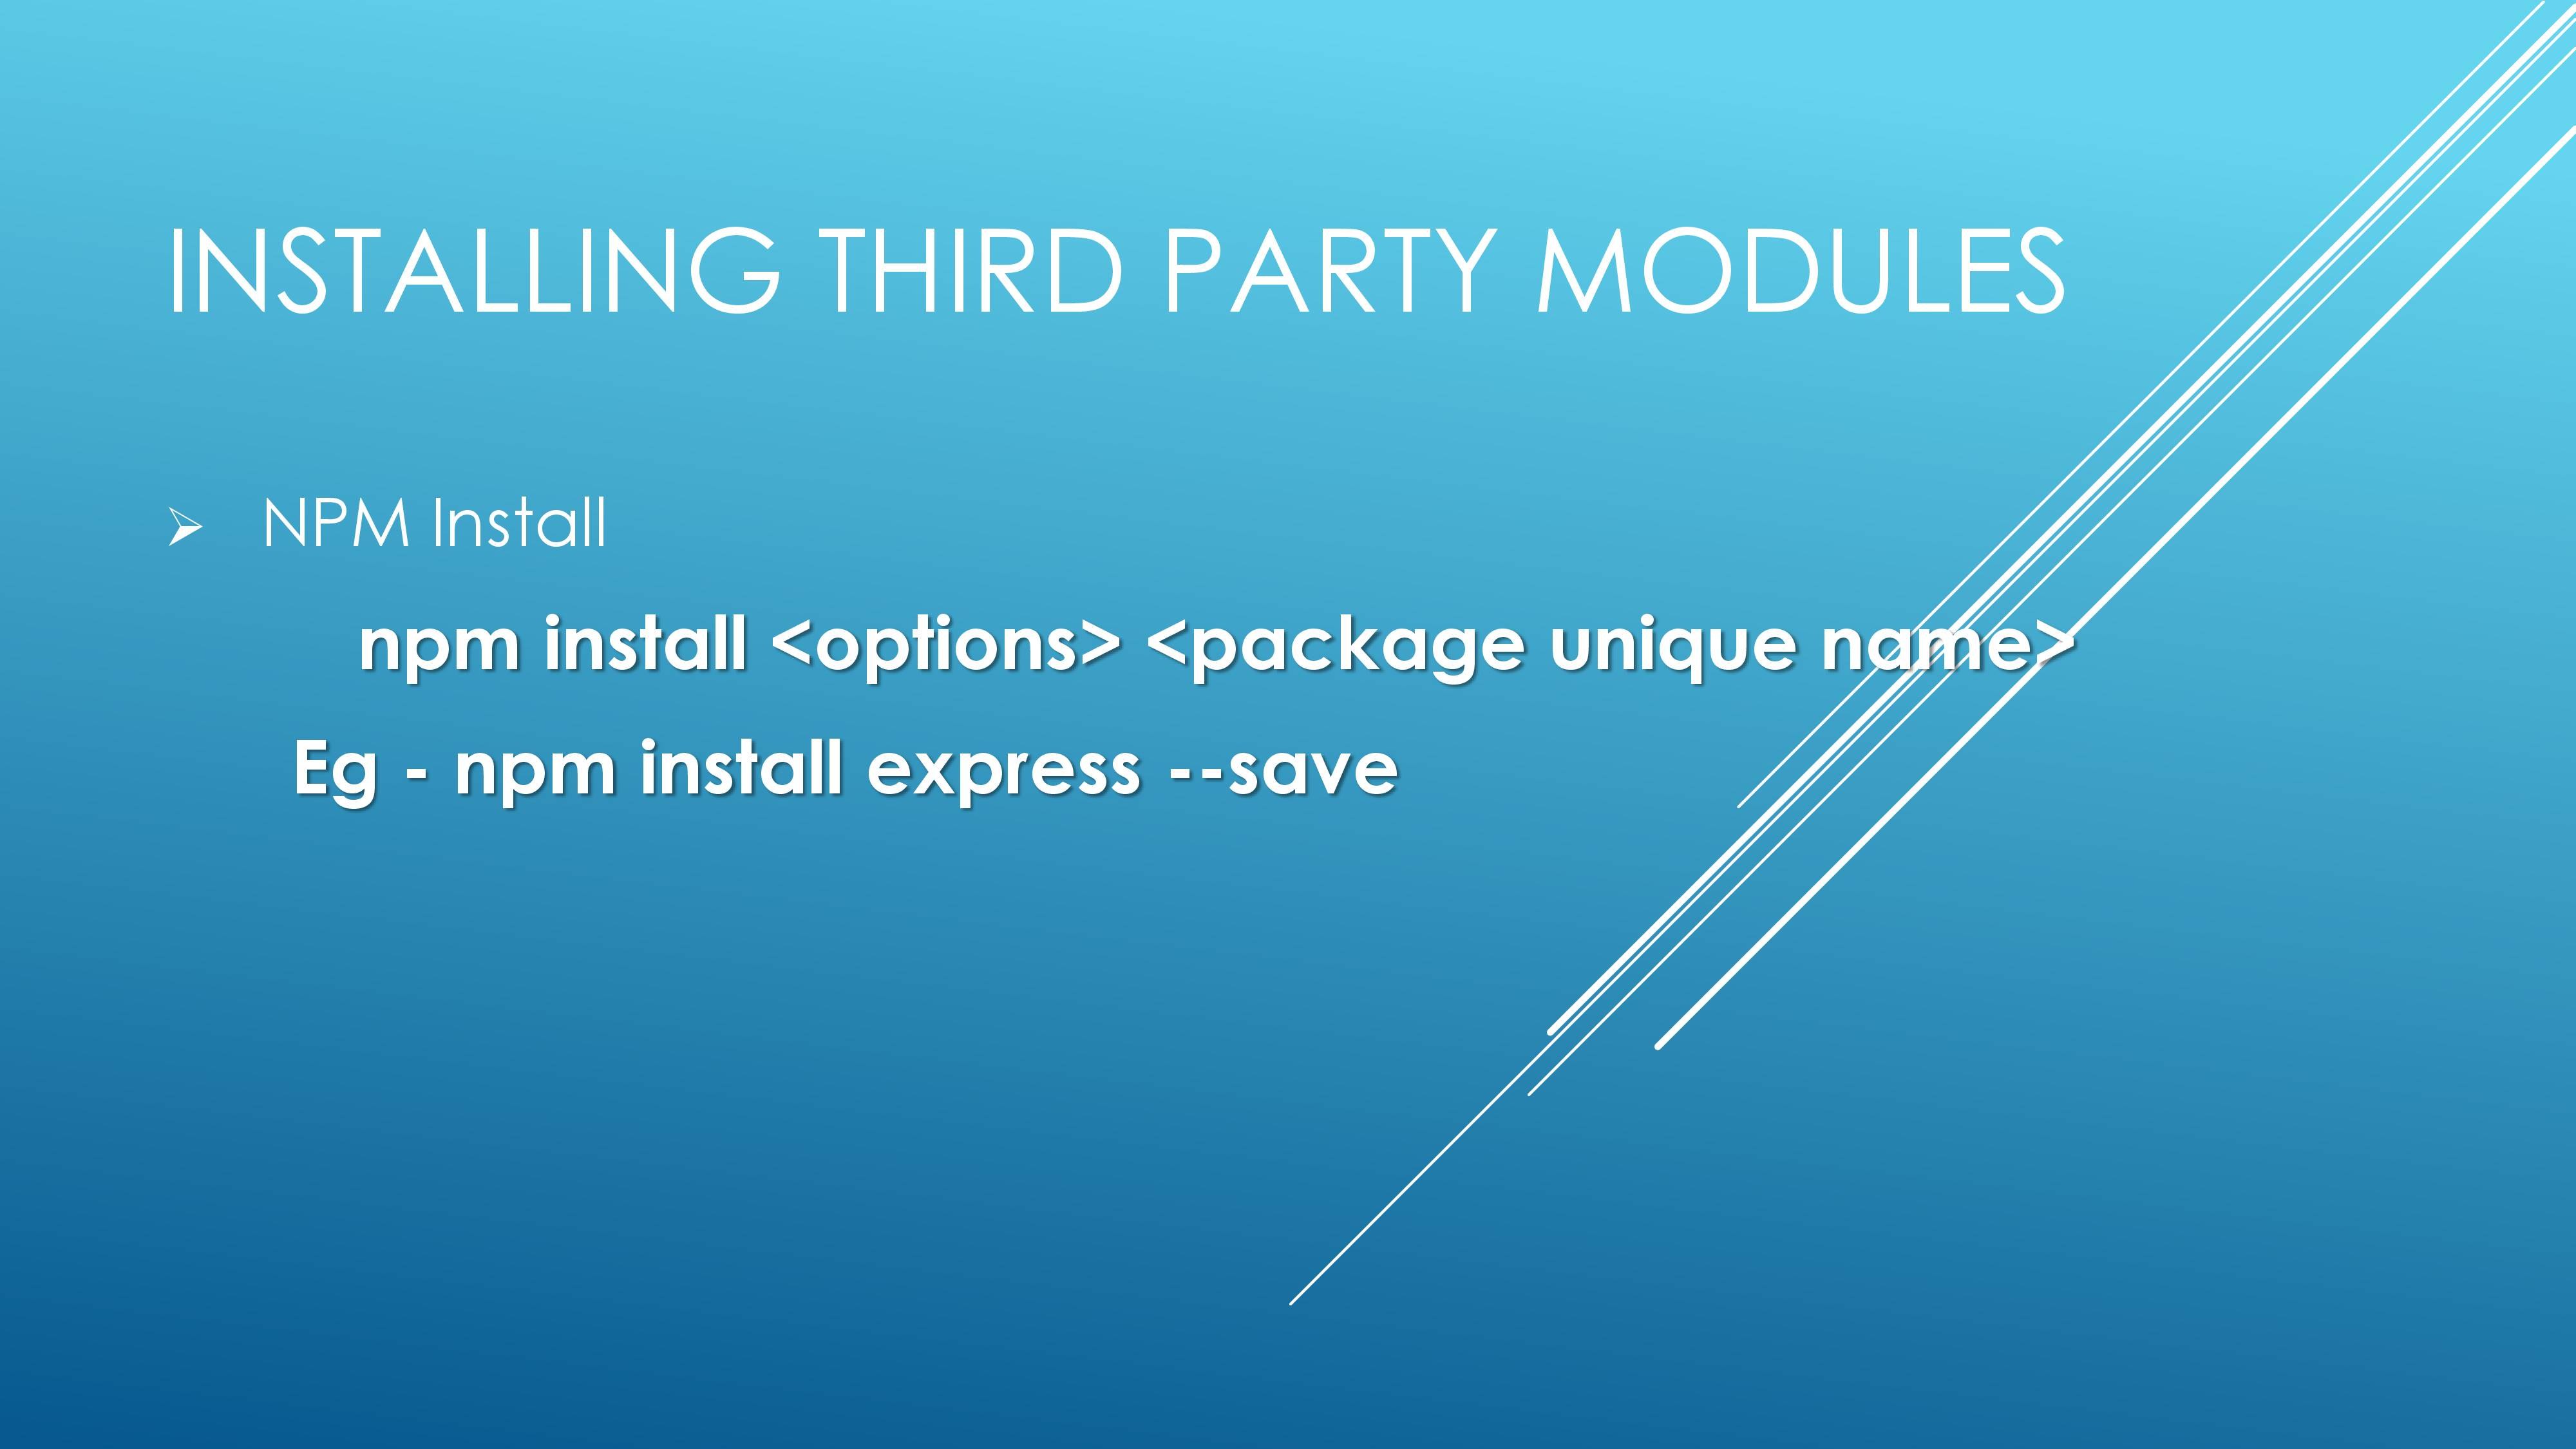 INSTALLING THIRD PARTY MODULES
NPM Install
npm install <options> <package unique name>
Eg - npm install express --save